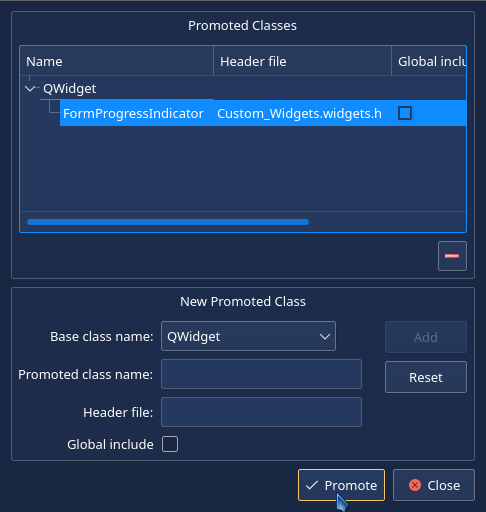 Promoted Classes
Name Header file Global inclu
QWidget
FormProgressIndicator Custom_Widgets.widgets.h
New Promoted Class
Base class name: QWidget Add
Promoted class name: Reset
Header file:
Global include
Promote Close